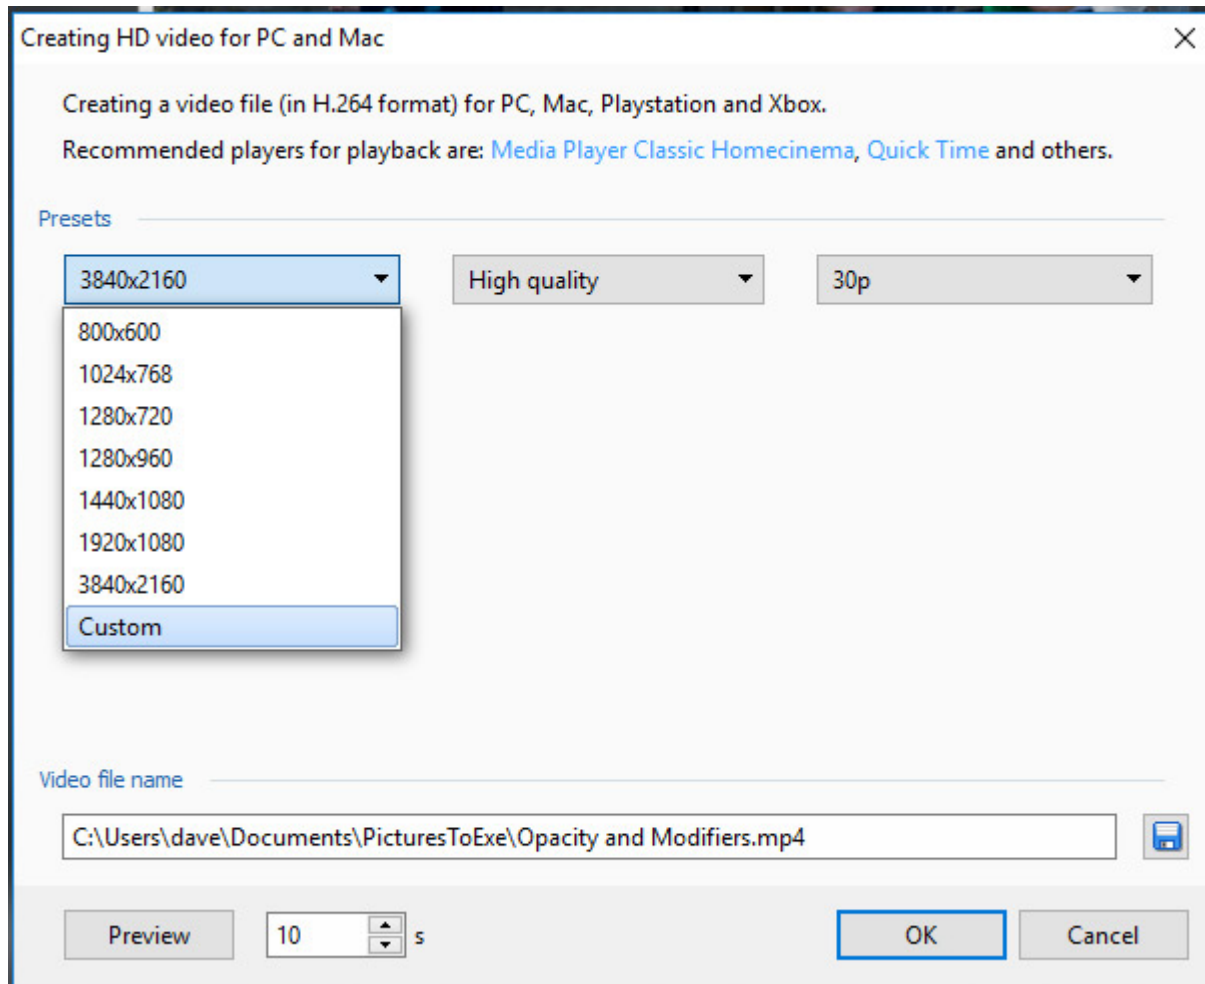 Creating HD video for PC and Mac
Creating a video file (in H.264 format) for PC, Mac, Playstation and Xbox.
Recommended players for playback are: Media Player Classic Homecinema, Quick Time and others.
Presets
3840x2160
High quality
30p
800x600
1024x768
1280x720
1280x960
1440x1080
1920x1080
3840x2160
Custom
Video file name
C:\Users\dave\Documents\PicturesToExe\Opacity and Modifiers.mp4
Preview
10
s
OK
Cancel